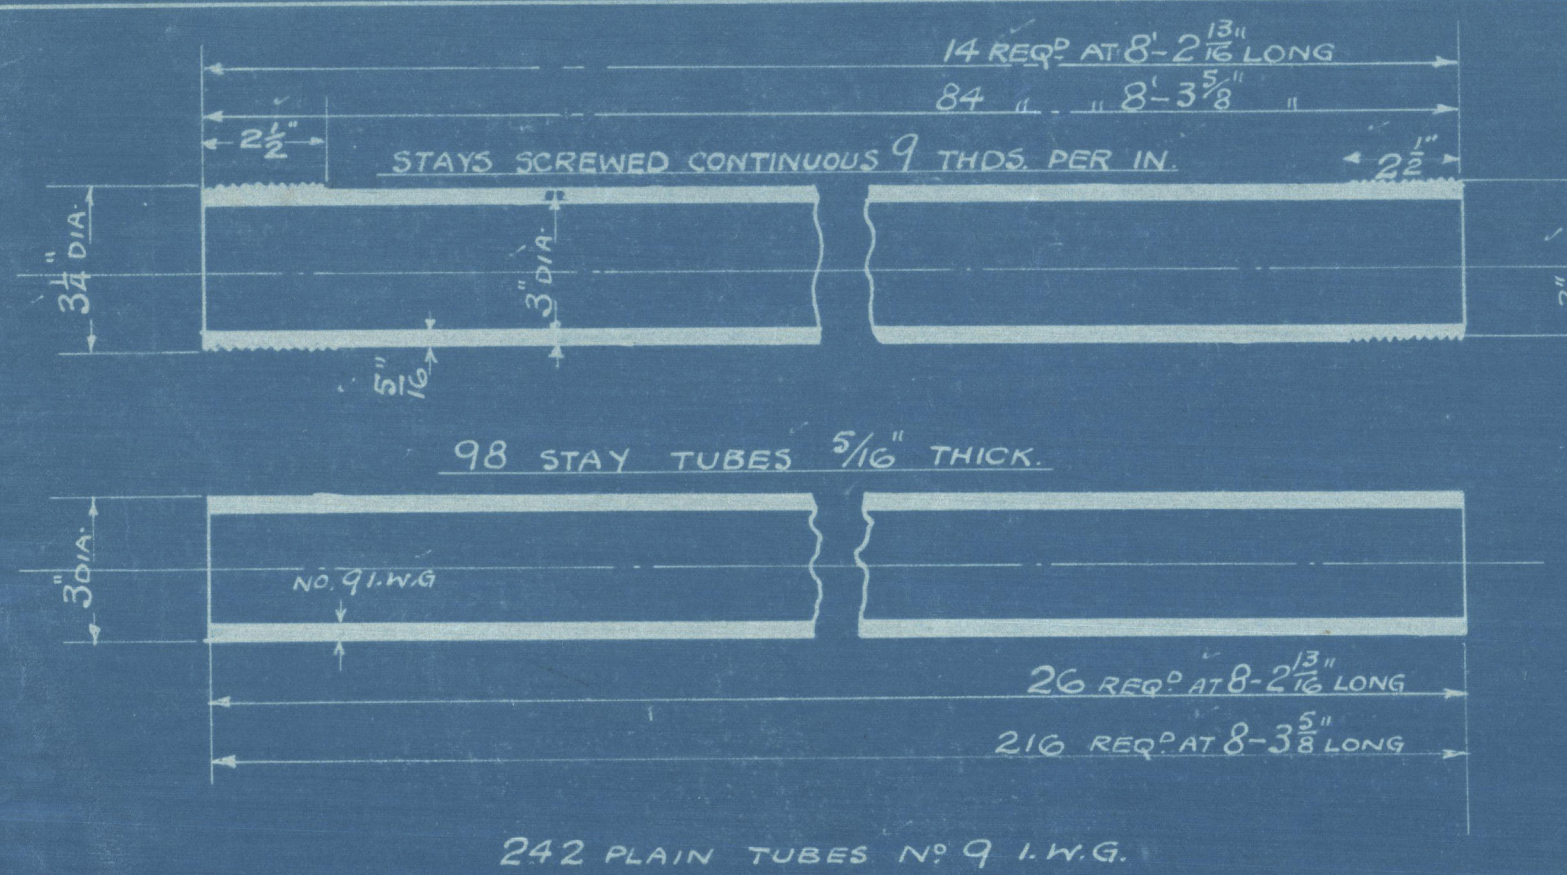 14 REQD AT 8'-2 13/16" LONG
84 " " 8'-3 5/8" "
2 1/2"
STAYS SCREWED CONTINUOUS 9 THDS. PER IN.
2 1/2"
3 1/4" DIA.
3" DIA.
5/16"
98 STAY TUBES 5/16" THICK.
3" DIA.
NO. 9 I.W.G
26 REQD AT 8-2 13/16" LONG
216 REQD AT 8-3 5/8" LONG
242 PLAIN TUBES No 9 I.W.G.